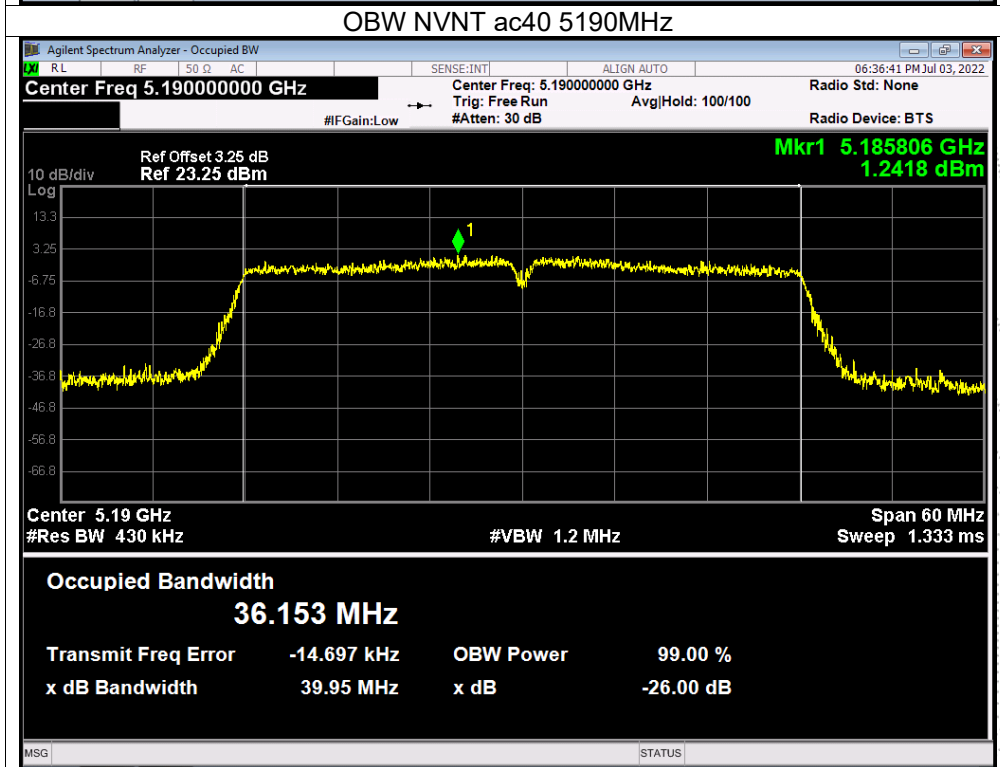 OBW NVNT ac40 5190MHz
Agilent Spectrum Analyzer - Occupied BW
LXI RL RF 50 Ω AC SENSE:INT ALIGN AUTO 06:36:41 PM Jul 03, 2022
Center Freq 5.190000000 GHz Center Freq: 5.190000000 GHz Radio Std: None
Trig: Free Run Avg|Hold: 100/100
#IFGain:Low #Atten: 30 dB Radio Device: BTS
Mkr1 5.185806 GHz
1.2418 dBm
Ref Offset 3.25 dB
10 dB/div Ref 23.25 dBm
Log
13.3
1
3.25
-6.75
-16.8
-26.8
-36.8
-46.8
-56.8
-66.8
Center 5.19 GHz Span 60 MHz
#Res BW 430 kHz #VBW 1.2 MHz Sweep 1.333 ms
Occupied Bandwidth
36.153 MHz
Transmit Freq Error -14.697 kHz OBW Power 99.00 %
x dB Bandwidth 39.95 MHz x dB -26.00 dB
MSG STATUS